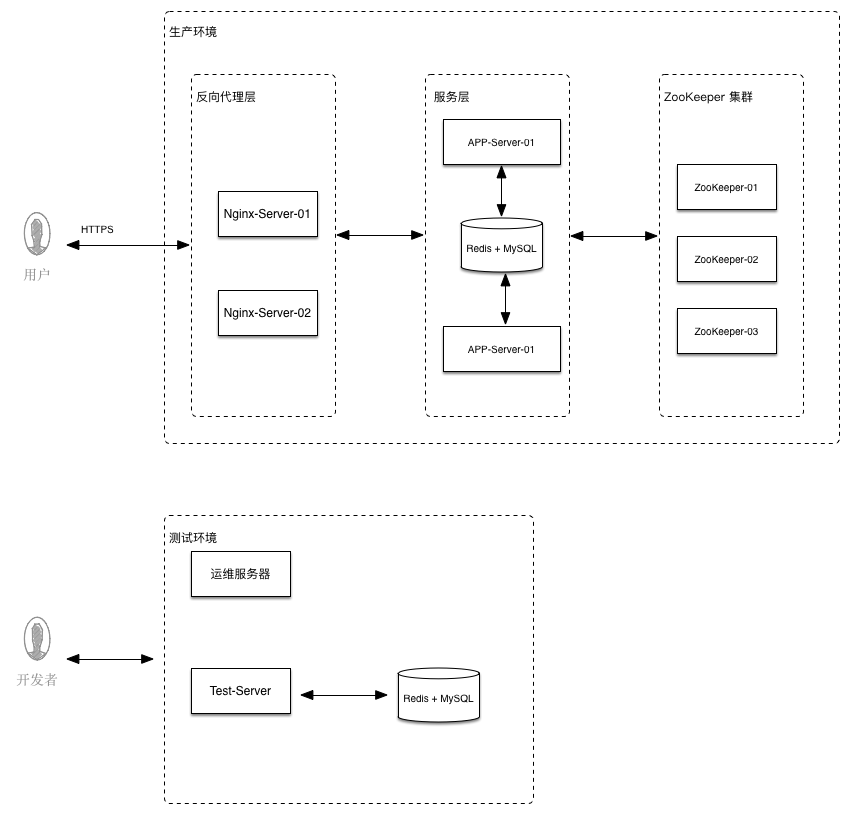 生产环境
反向代理层
服务层
ZooKeeper 集群
APP-Server-01
ZooKeeper-01
Nginx-Server-01
HTTPS
Redis + MySQL
ZooKeeper-02
用户
Nginx-Server-02
ZooKeeper-03
APP-Server-01
测试环境
运维服务器
开发者
Test-Server
Redis + MySQL